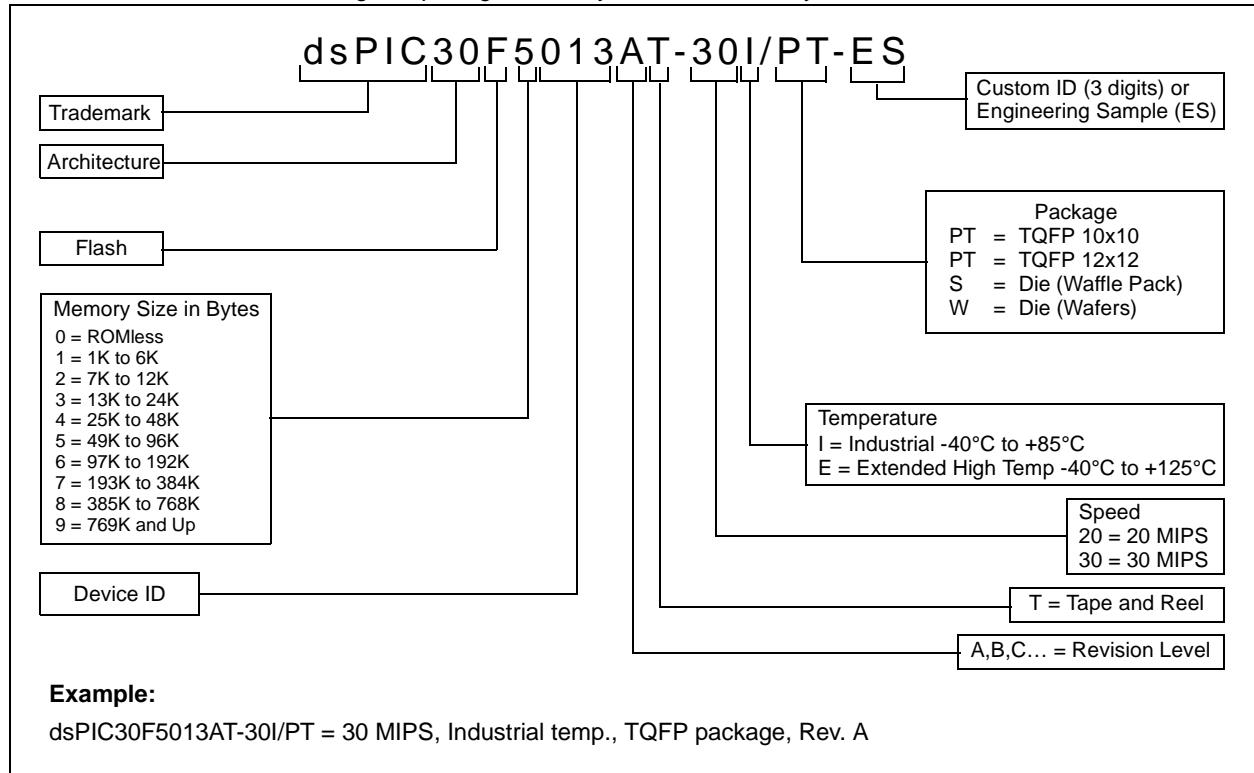 dsPIC30F5013AT-30I/PT-ES
Trademark
Architecture
Flash
Memory Size in Bytes
0 = ROMless
1 = 1K to 6K
2 = 7K to 12K
3 = 13K to 24K
4 = 25K to 48K
5 = 49K to 96K
6 = 97K to 192K
7 = 193K to 384K
8 = 385K to 768K
9 = 769K and Up
Device ID
Custom ID (3 digits) or
Engineering Sample (ES)
Package
PT = TQFP 10x10
PT = TQFP 12x12
S = Die (Waffle Pack)
W = Die (Wafers)
Temperature
I = Industrial -40°C to +85°C
E = Extended High Temp -40°C to +125°C
Speed
20 = 20 MIPS
30 = 30 MIPS
T = Tape and Reel
A,B,C… = Revision Level
Example:
dsPIC30F5013AT-30I/PT = 30 MIPS, Industrial temp., TQFP package, Rev. A